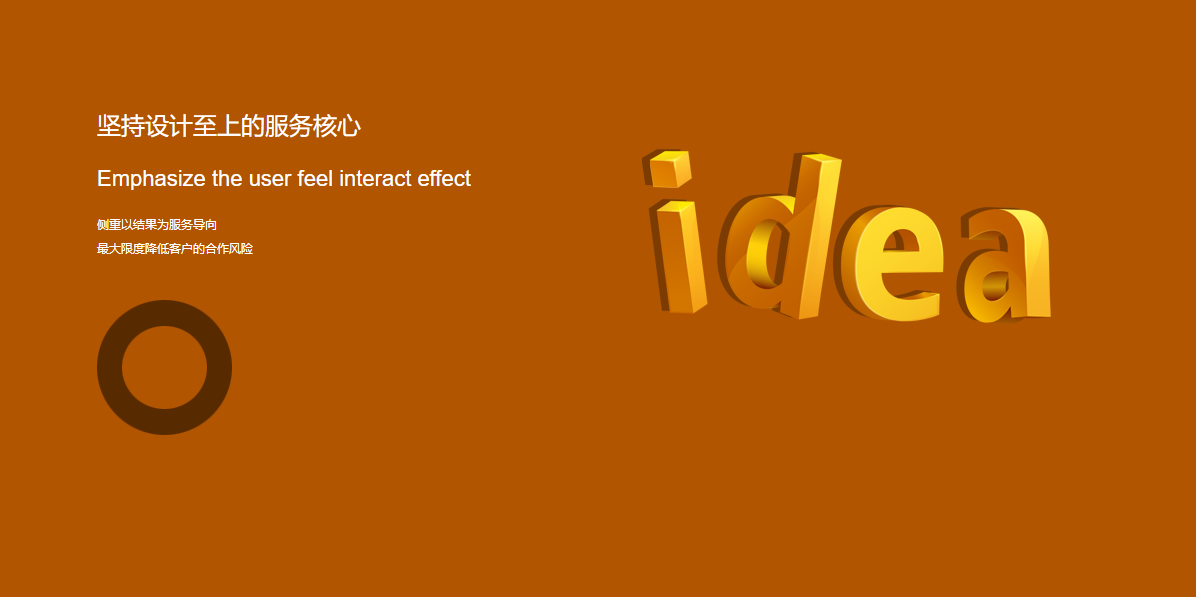 坚持设计至上的服务核心
Emphasize the user feel interact effect
侧重以结果为服务导向
最大限度降低客户的合作风险
idea